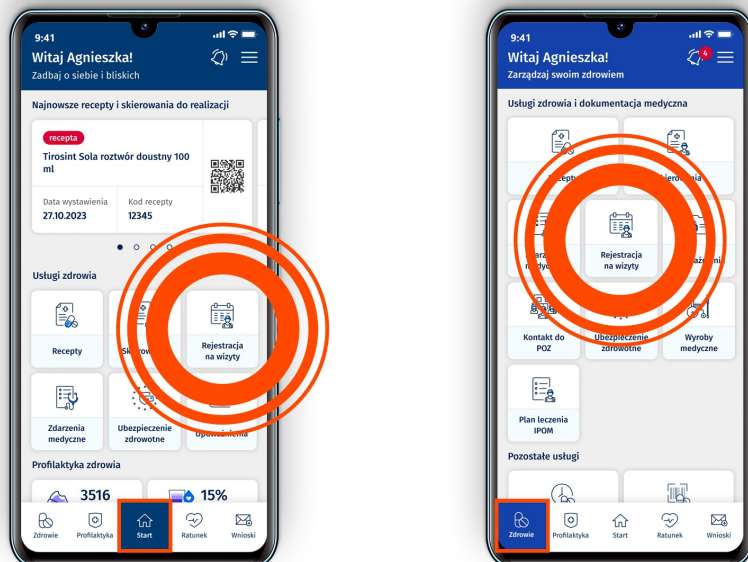 9:41
Witaj Agnieszka!
Zadbaj o siebie i bliskich
Najnowsze recepty i skierowania do realizacji
recepta
Tirosint Sola roztwór doustny 100
ml
Data wystawienia
Kod recepty
27.10.2023
12345
Usługi zdrowia
Recepty
Rejestracja
na wizyty
Zdarzenia
medyczne
Ubezpieczenie
zdrowotne
Profilaktyka zdrowia
3516
15%
Zdrowie
Profilaktyka
Start
Ratunek
Wnioski
9:41
Witaj Agnieszka!
4
Zarządzaj swoim zdrowiem
Usługi zdrowia i dokumentacja medyczna
Rejestracja
na wizyty
Kontakt do
POZ
Ubezpieczenie
zdrowotne
Wyroby
medyczne
Plan leczenia
IPOM
Pozostałe usługi
Zdrowie
Profilaktyka
Start
Ratunek
Wnioski